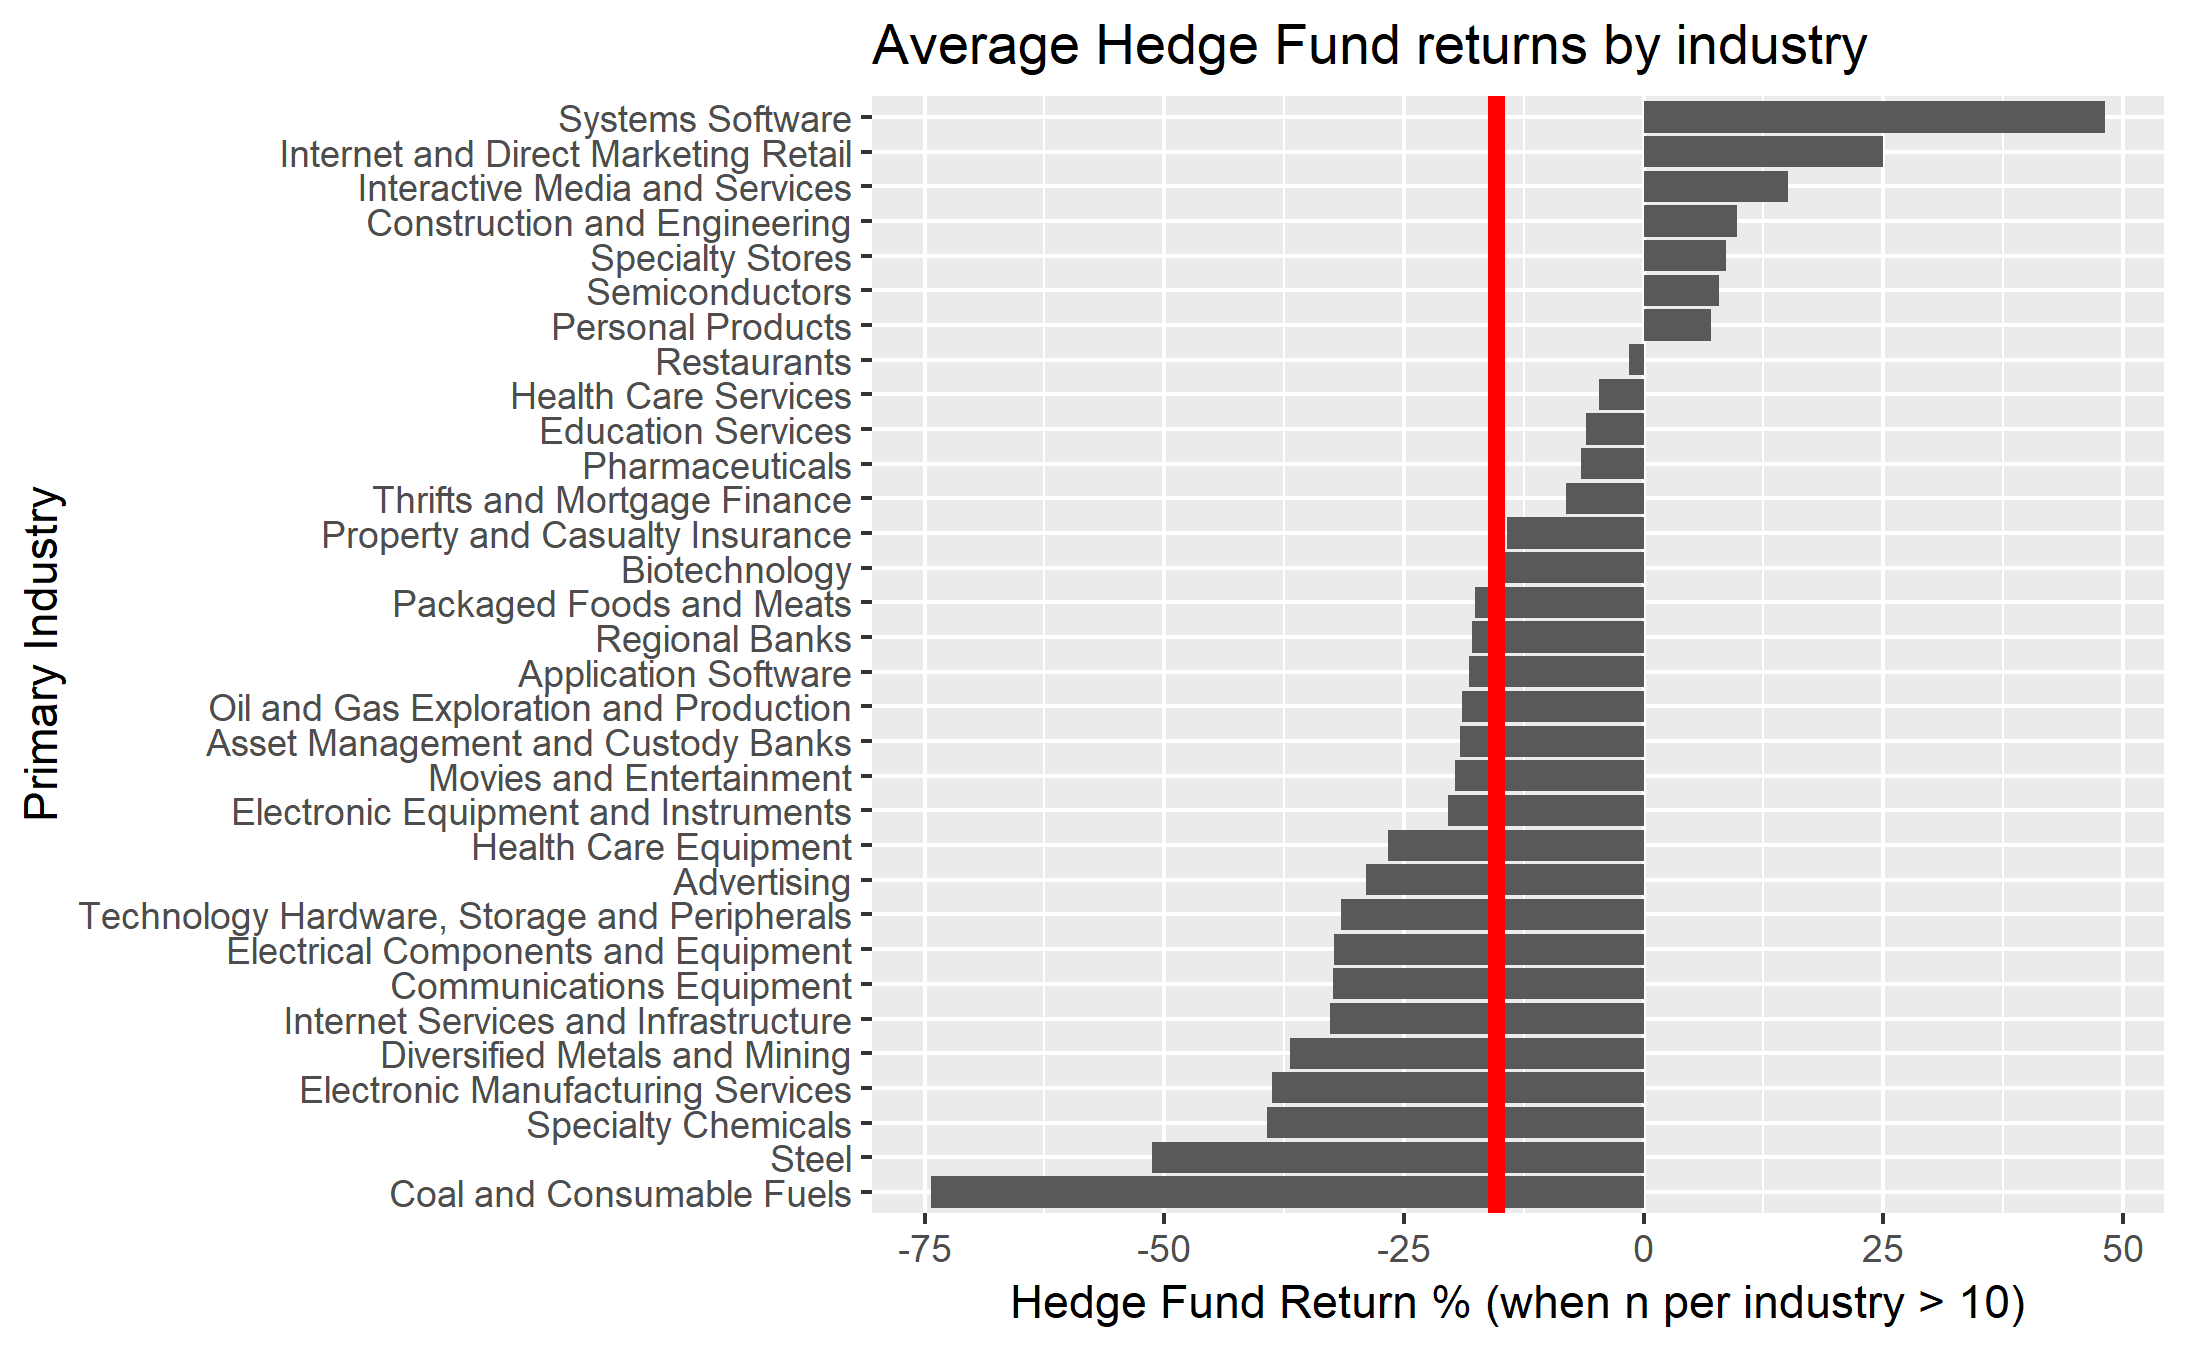 Average Hedge Fund returns by industry
Systems Software
Internet and Direct Marketing Retail
Interactive Media and Services
Construction and Engineering
Specialty Stores
Semiconductors
Personal Products
Restaurants
Health Care Services
Education Services
Pharmaceuticals
Thrifts and Mortgage Finance
Property and Casualty Insurance
Biotechnology
Packaged Foods and Meats
Regional Banks
Application Software
Oil and Gas Exploration and Production
Asset Management and Custody Banks
Movies and Entertainment
Electronic Equipment and Instruments
Health Care Equipment
Advertising
Technology Hardware, Storage and Peripherals
Electrical Components and Equipment
Communications Equipment
Internet Services and Infrastructure
Diversified Metals and Mining
Electronic Manufacturing Services
Specialty Chemicals
Steel
Coal and Consumable Fuels
Primary Industry
-75 -50 -25 0 25 50
Hedge Fund Return % (when n per industry > 10)